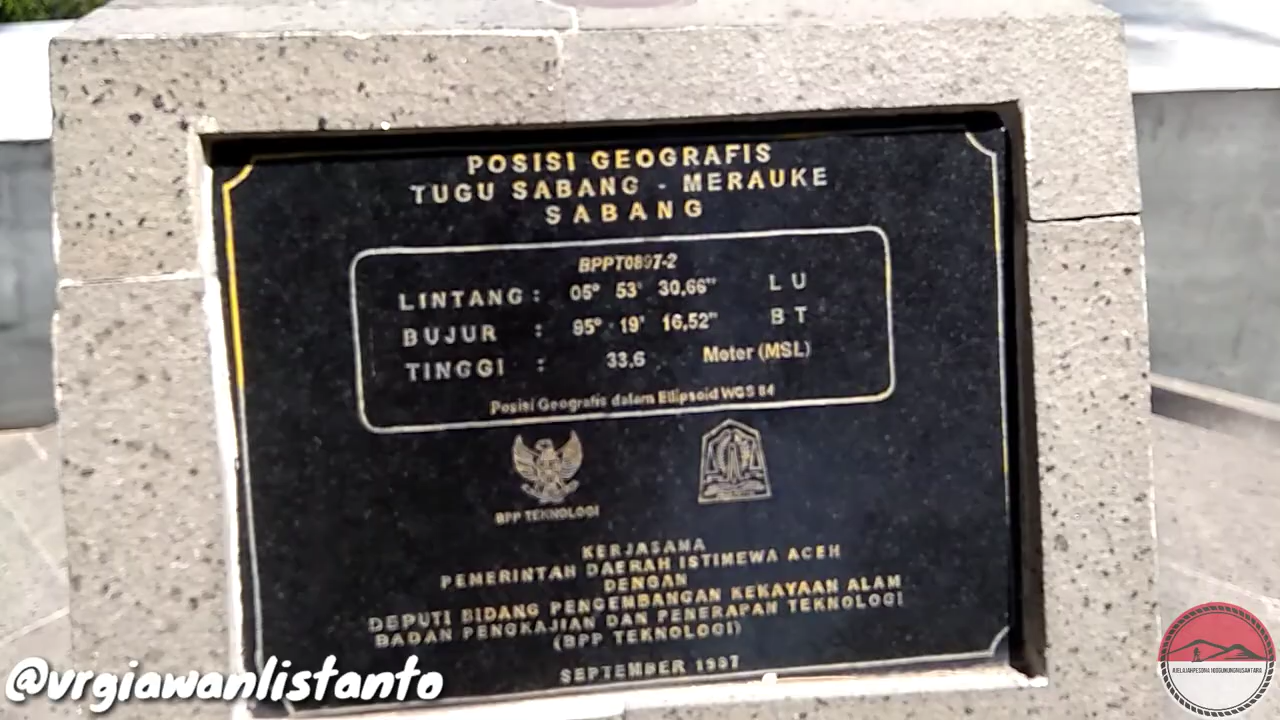 POSISI GEOGRAFIS
TUGU SABANG - MERAUKE
SABANG
BPPT0897-2
LINTANG : 05° 53' 30,66" LU
BUJUR : 95° 19' 16,52" BT
TINGGI : 33,6 Meter (MSL)
Posisi Geografis dalam Ellipsoid WGS 84
BPP TEKNOLOGI
KERJASAMA
PEMERINTAH DAERAH ISTIMEWA ACEH
DENGAN
DEPUTI BIDANG PENGEMBANGAN KEKAYAAN ALAM
BADAN PENGKAJIAN DAN PENERAPAN TEKNOLOGI
(BPP TEKNOLOGI)
SEPTEMBER 1997
@vrgiawanlistanto